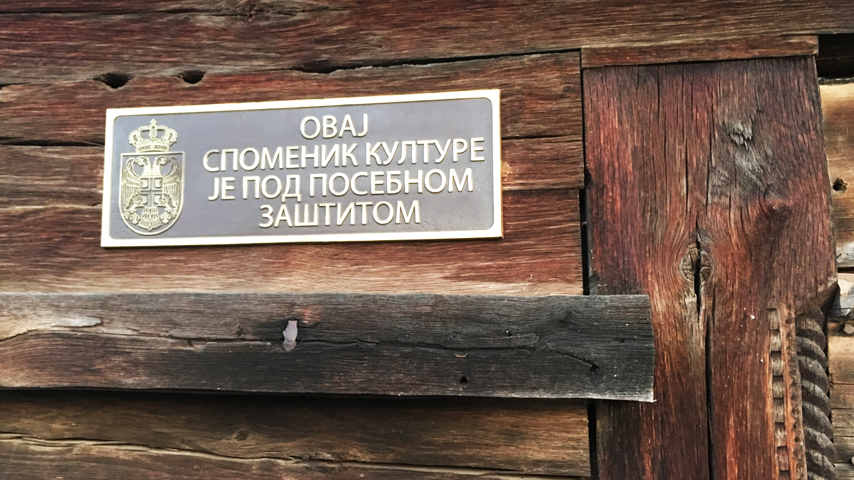 ОВАЈ
СПОМЕНИК КУЛТУРЕ
ЈЕ ПОД ПОСЕБНОМ
ЗАШТИТОМ